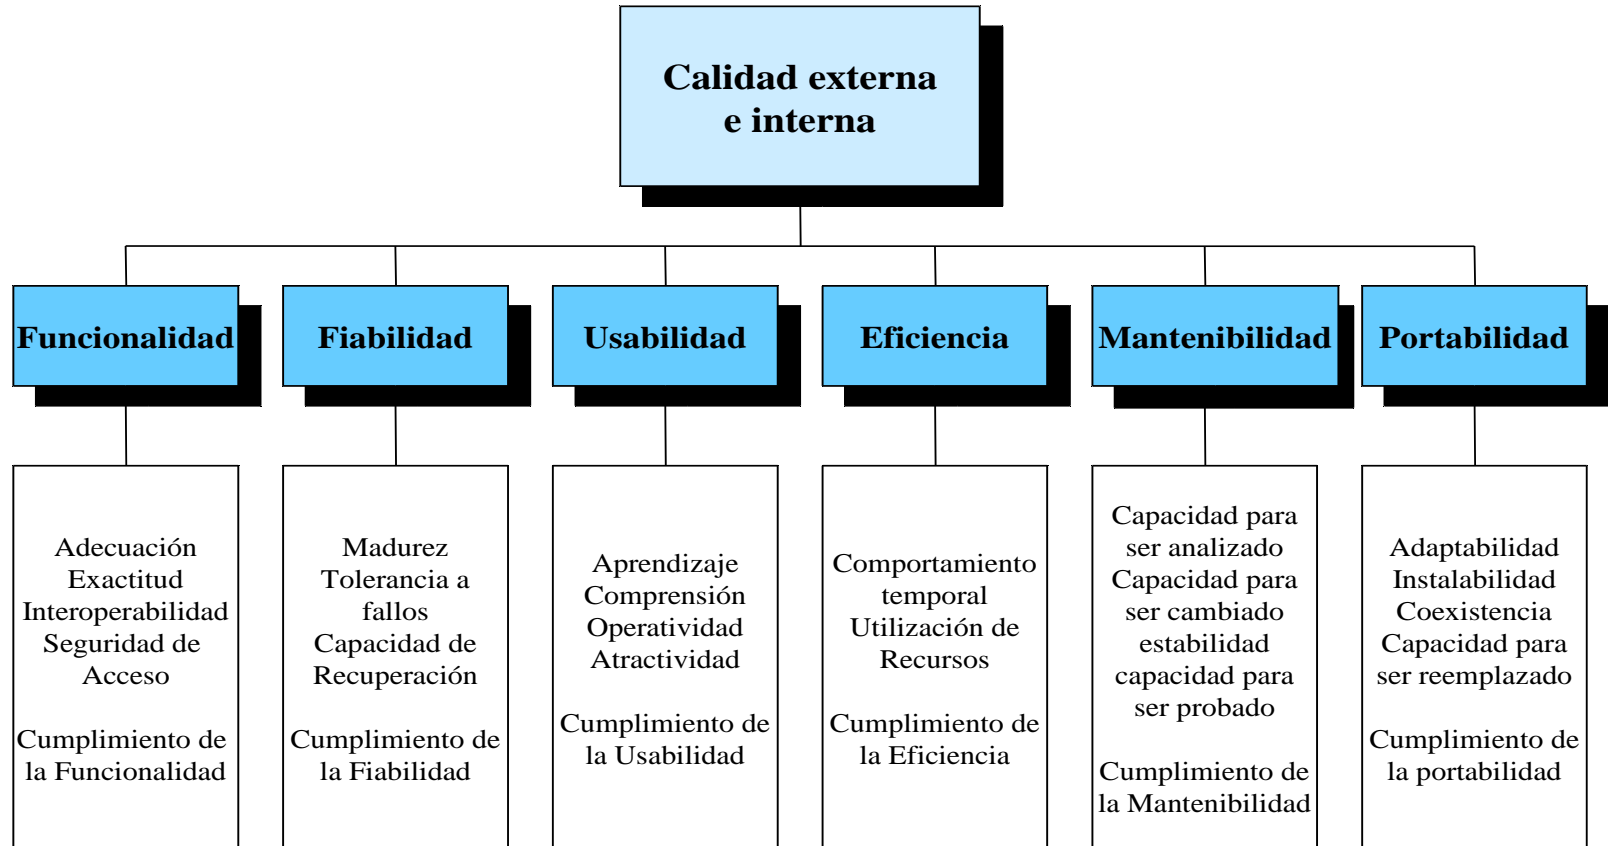 Calidad externa
e interna
Funcionalidad
Fiabilidad
Usabilidad
Eficiencia
Mantenibilidad
Portabilidad
Adecuación
Exactitud
Interoperabilidad
Seguridad de
Acceso
Cumplimiento de
la Funcionalidad
Madurez
Tolerancia a
fallos
Capacidad de
Recuperación
Cumplimiento de
la Fiabilidad
Aprendizaje
Comprensión
Operatividad
Atractividad
Cumplimiento de
la Usabilidad
Comportamiento
temporal
Utilización de
Recursos
Cumplimiento de
la Eficiencia
Capacidad para
ser analizado
Capacidad para
ser cambiado
estabilidad
capacidad para
ser probado
Cumplimiento de
la Mantenibilidad
Adaptabilidad
Instalabilidad
Coexistencia
Capacidad para
ser reemplazado
Cumplimiento de
la portabilidad